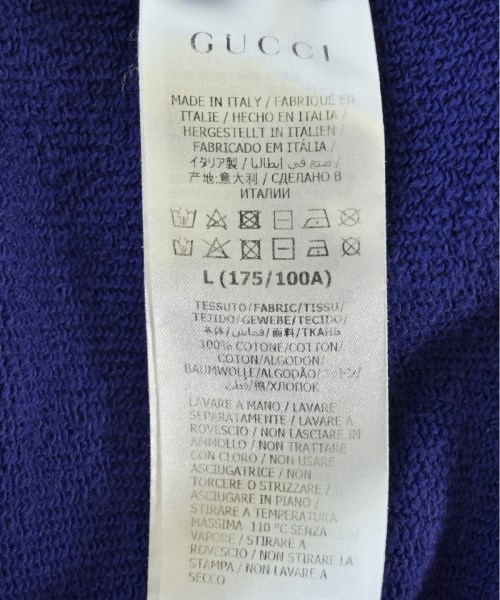 GUCCI
MADE IN ITALY / FABRIQUÉ EN
ITALIE / HECHO EN ITALIA /
HERGESTELLT IN ITALIEN /
FABRICADO EM ITÁLIA /
イタリア製 / صنع في إيطاليا /
产地:意大利 / СДЕЛАНО В
ИТАЛИИ
L (175/100A)
TESSUTO/FABRIC/TISSU/
TEJIDO/GEWEBE/TECIDO/
قماش/面料/ТКАНЬ
100% COTONE/COTTON/
COTON/ALGODON/
BAUMWOLLE/ALGODÃO/コットン/
قطن/棉/ХЛОПОК
LAVARE A MANO / LAVARE
SEPARATAMENTE / LAVARE A
ROVESCIO / NON LASCIARE IN
AMMOLLO / NON TRATTARE
CON CLORO / NON USARE
ASCIUGATRICE / NON
TORCERE O STRIZZARE /
ASCIUGARE IN PIANO /
STIRARE A TEMPERATURA
MASSIMA 110°C SENZA
VAPORE / STIRARE A
ROVESCIO / NON STIRARE LA
STAMPA / NON LAVARE A
SECCO